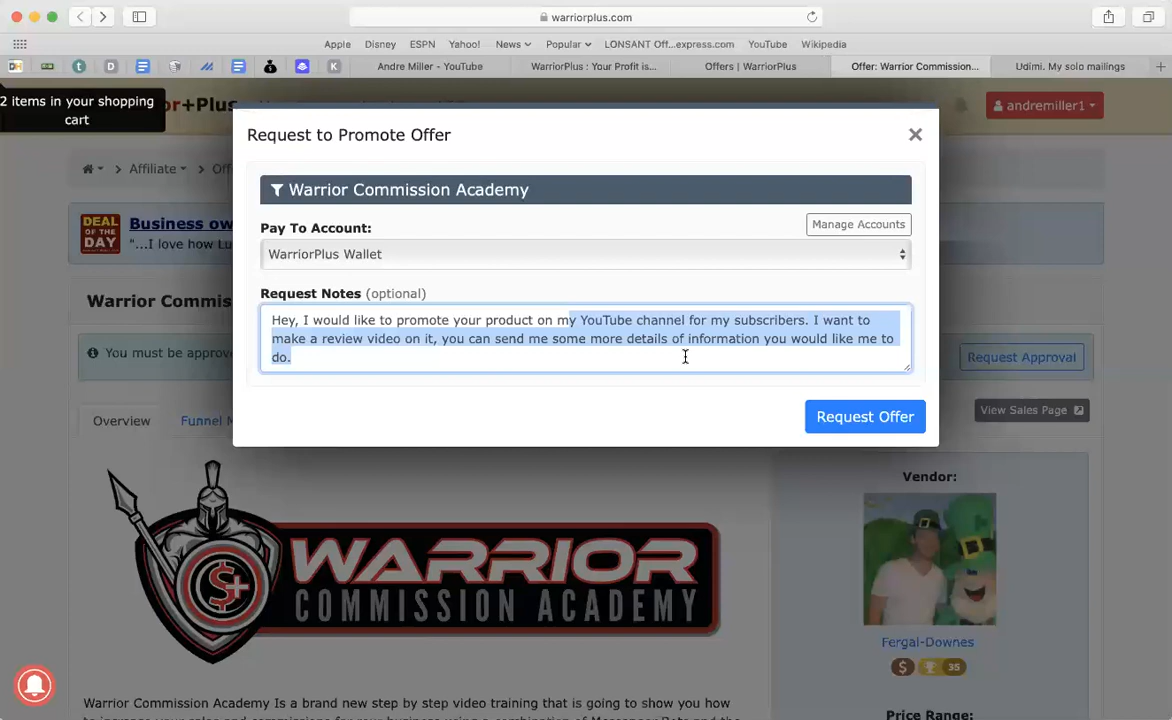 warriorplus.com
Apple Disney ESPN Yahoo! News Popular LONSANT Off...express.com YouTube Wikipedia
Andre Miller - YouTube WarriorPlus : Your Profit is... Offers | WarriorPlus Offer: Warrior Commission... Udimi. My solo mailings
2 items in your shopping
cart
r+Plus
andremiller1
Request to Promote Offer
Affiliate
Warrior Commission Academy
DEAL
OF THE
DAY
Business ow
"...I love how Lu
Pay To Account:
Manage Accounts
WarriorPlus Wallet
Request Notes (optional)
Warrior Commis
Hey, I would like to promote your product on my YouTube channel for my subscribers. I want to
make a review video on it, you can send me some more details of information you would like me to
do.
You must be approv
Request Approval
Request Offer
View Sales Page
Overview Funnel M
Vendor:
WARRIOR
COMMISSION ACADEMY
Fergal-Downes
35
Warrior Commission Academy Is a brand new step by step video training that is going to show you how
Price Range: